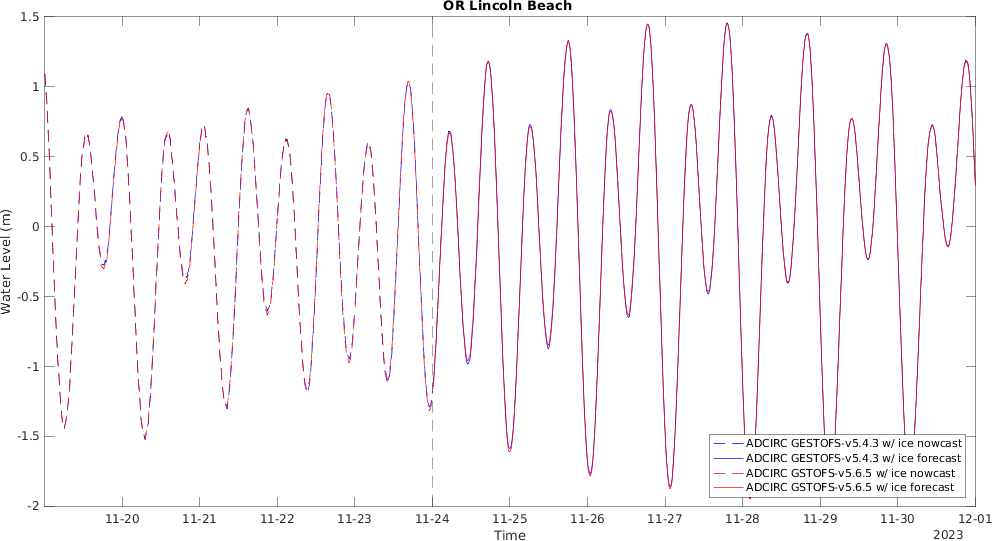 OR Lincoln Beach
Water Level (m)
1.5
1
0.5
0
-0.5
-1
-1.5
-2
ADCIRC GESTOFS-v5.4.3 w/ ice nowcast
ADCIRC GESTOFS-v5.4.3 w/ ice forecast
ADCIRC GSTOFS-v5.6.5 w/ ice nowcast
ADCIRC GSTOFS-v5.6.5 w/ ice forecast
11-20 11-21 11-22 11-23 11-24 11-25 11-26 11-27 11-28 11-29 11-30 12-01
Time
2023